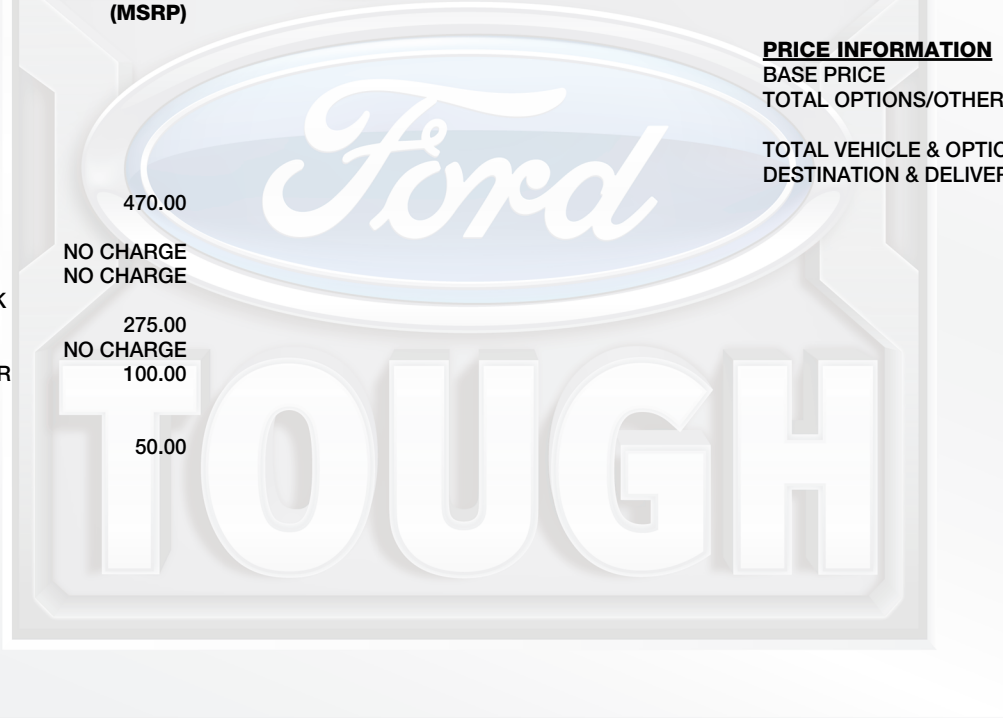 (MSRP)
470.00
NO CHARGE
NO CHARGE
K
275.00
NO CHARGE
R 100.00
50.00
PRICE INFORMATION
BASE PRICE
TOTAL OPTIONS/OTHER
TOTAL VEHICLE & OPTIO
DESTINATION & DELIVER
Ford
TOUGH